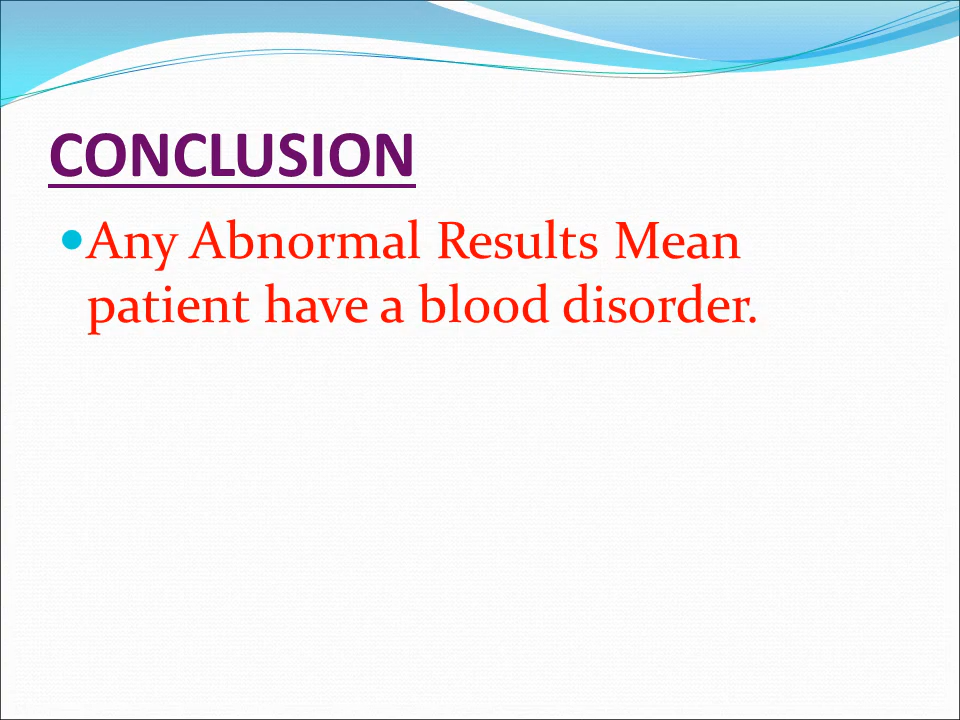 CONCLUSION
Any Abnormal Results Mean
patient have a blood disorder.